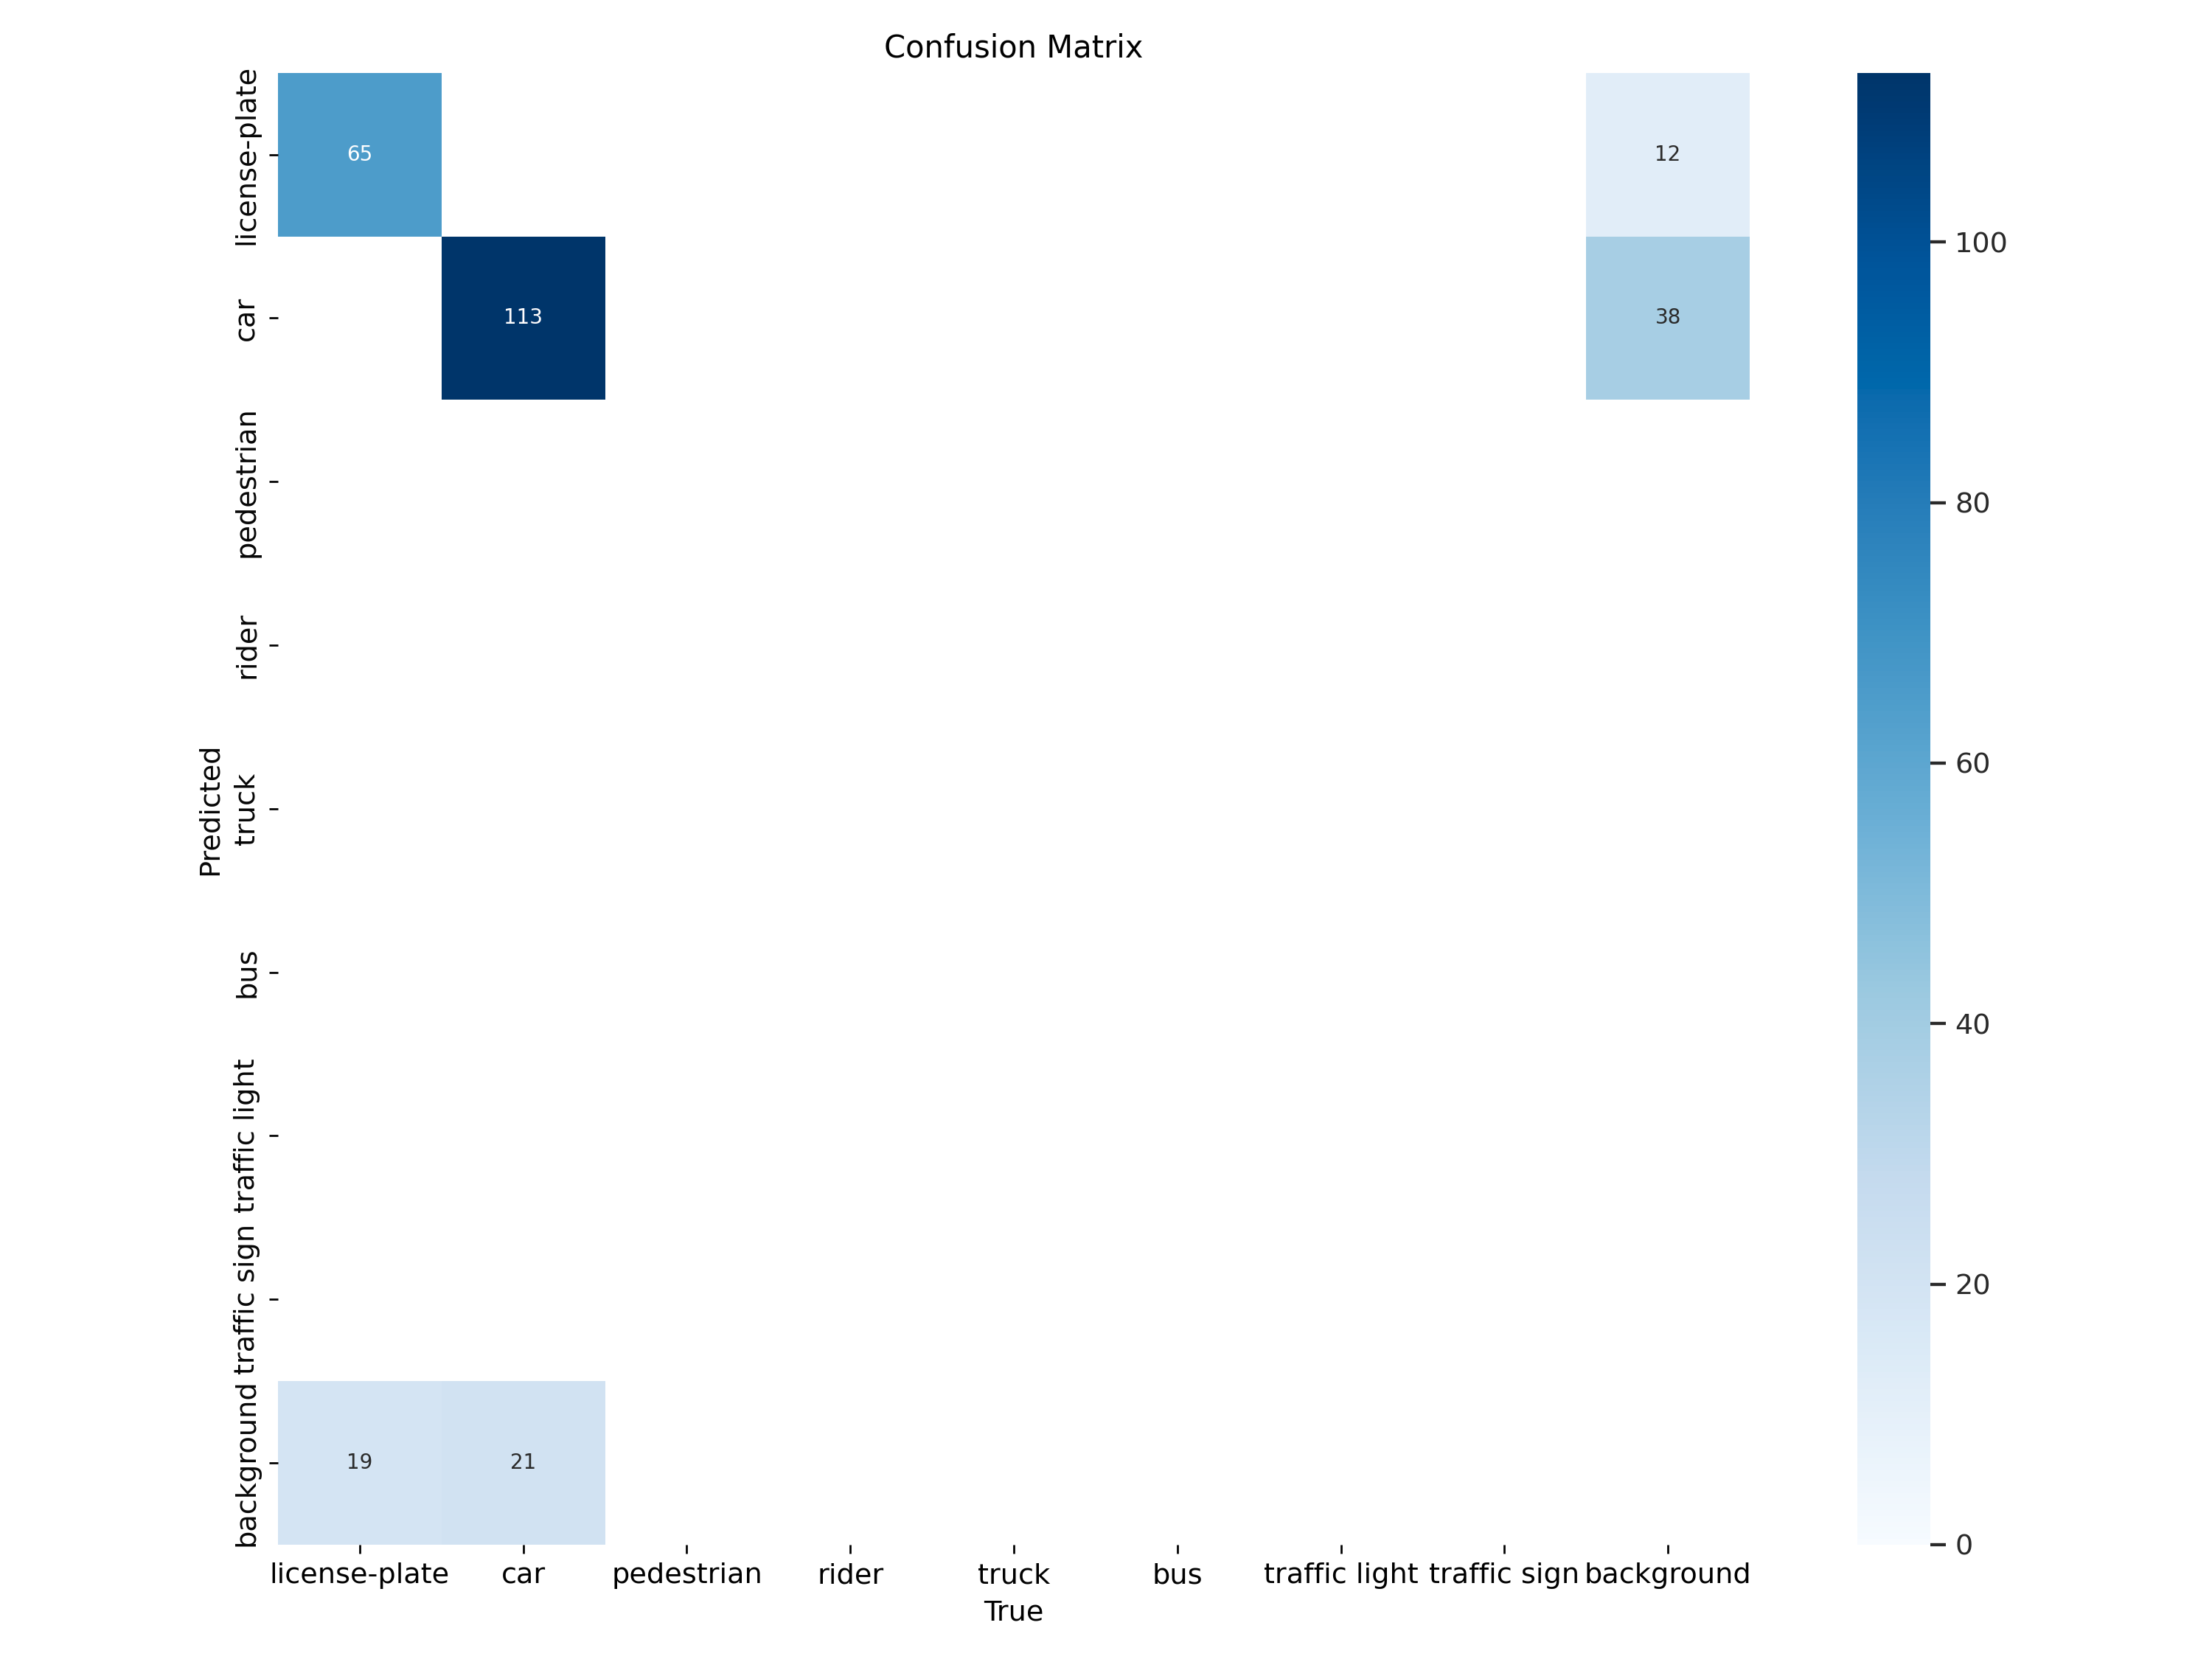 Confusion Matrix
license-plate
65
12
car
113
38
pedestrian
rider
truck
bus
traffic light
traffic sign
background
19
21
Predicted
license-plate car pedestrian rider truck bus traffic light traffic sign background
True
100
80
60
40
20
0